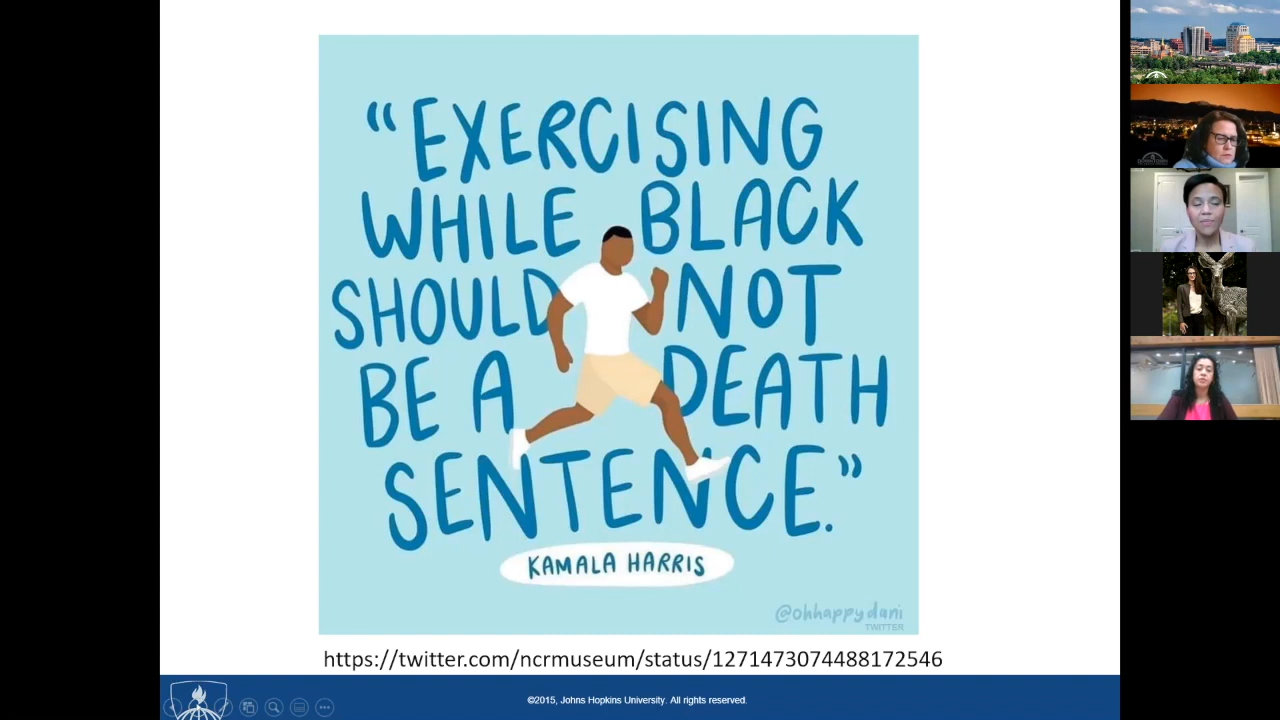 “EXERCISING
WHILE BLACK
SHOULD NOT
BE A DEATH
SENTENCE.”
KAMALA HARRIS
@ohhappydani
TWITTER
https://twitter.com/ncrmuseum/status/1271473074488172546
©2015, Johns Hopkins University. All rights reserved.